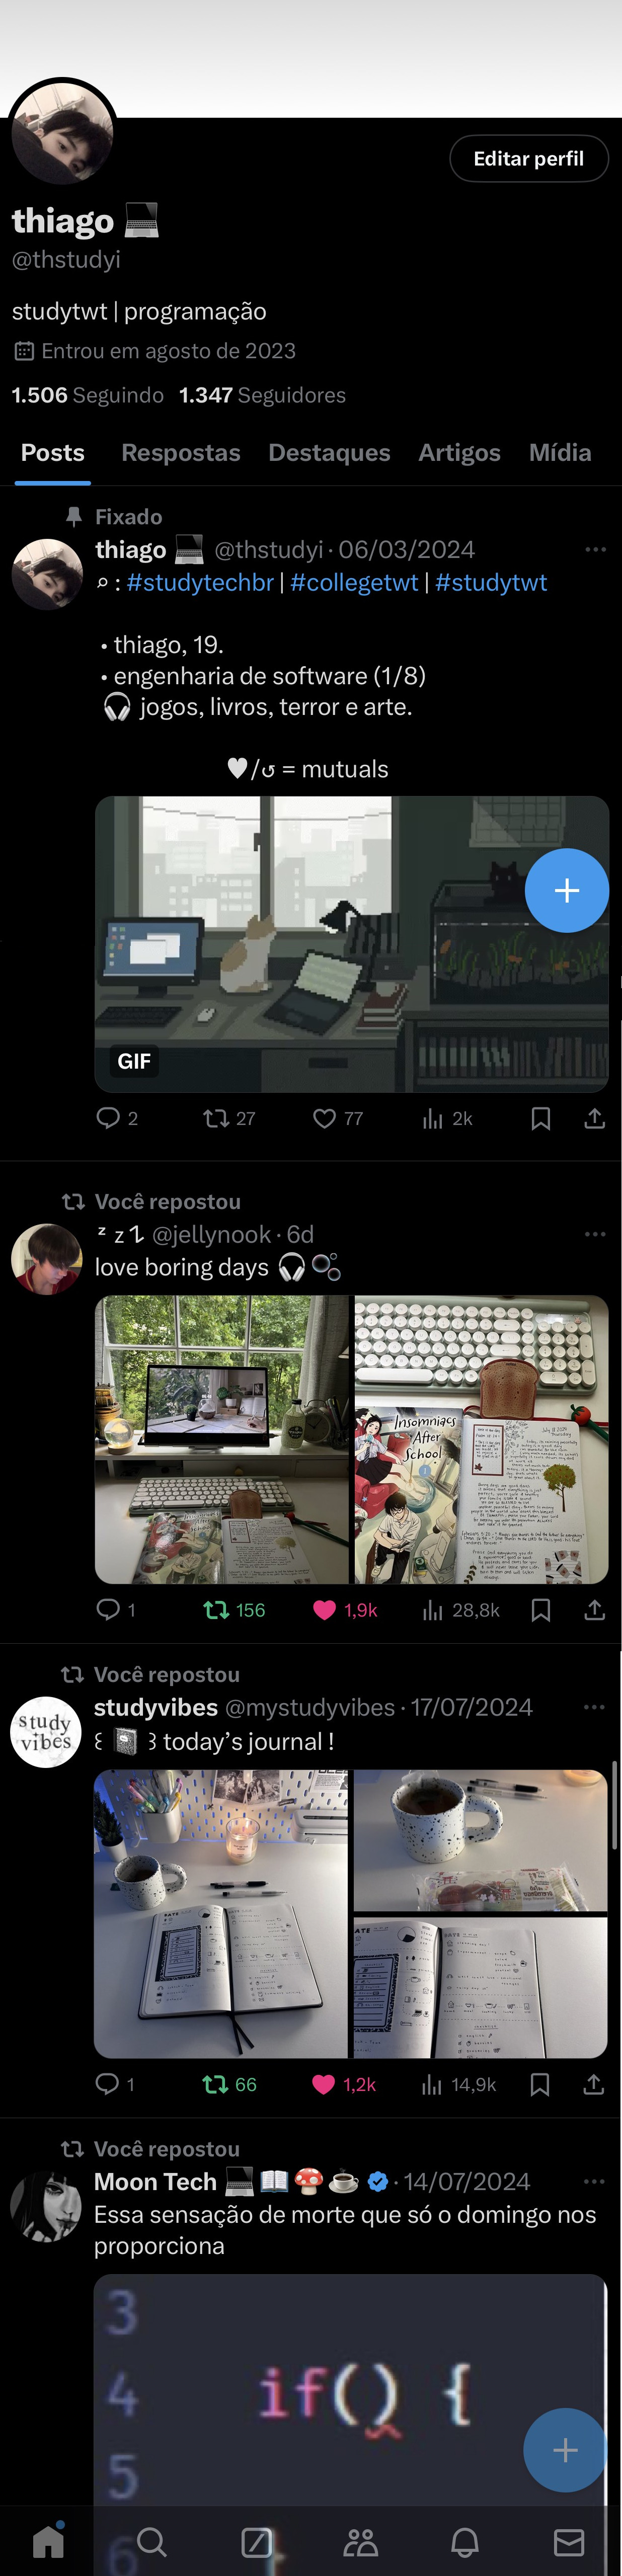 Editar perfil
thiago 💻
@thstudyi
studytwt | programação
Entrou em agosto de 2023
1.506 Seguindo 1.347 Seguidores
Posts Respostas Destaques Artigos Mídia
Fixado
thiago 💻 @thstudyi · 06/03/2024
⌕ : #studytechbr | #collegetwt | #studytwt
• thiago, 19.
• engenharia de software (1/8)
🎧 jogos, livros, terror e arte.
♥/↺ = mutuals
GIF
2 27 77 2k
Você repostou
ᶻ z 𐰁 @jellynook · 6d
love boring days 🎧🫧
Insomniacs
After
School
1 156 1,9k 28,8k
Você repostou
study
vibes
studyvibes @mystudyvibes · 17/07/2024
꒰ 📓 ꒱ today’s journal !
1 66 1,2k 14,9k
Você repostou
Moon Tech 💻📖🍄☕ · 14/07/2024
Essa sensação de morte que só o domingo nos
proporciona
3
4 if() {
5
6 }